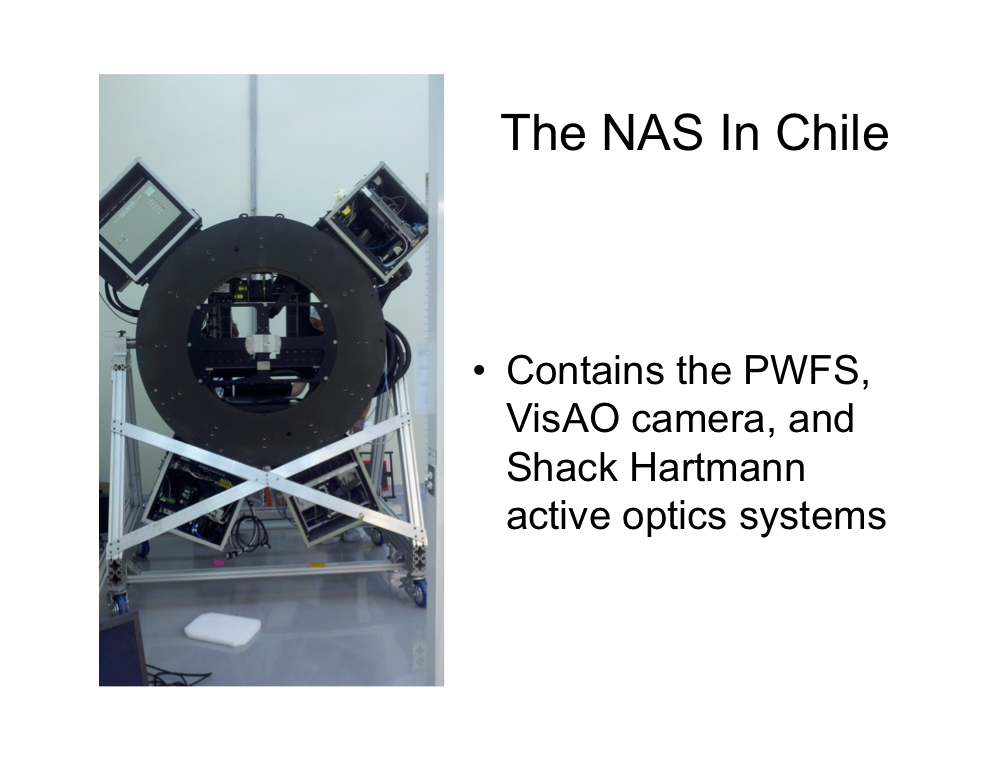 The NAS In Chile
• Contains the PWFS,
VisAO camera, and
Shack Hartmann
active optics systems